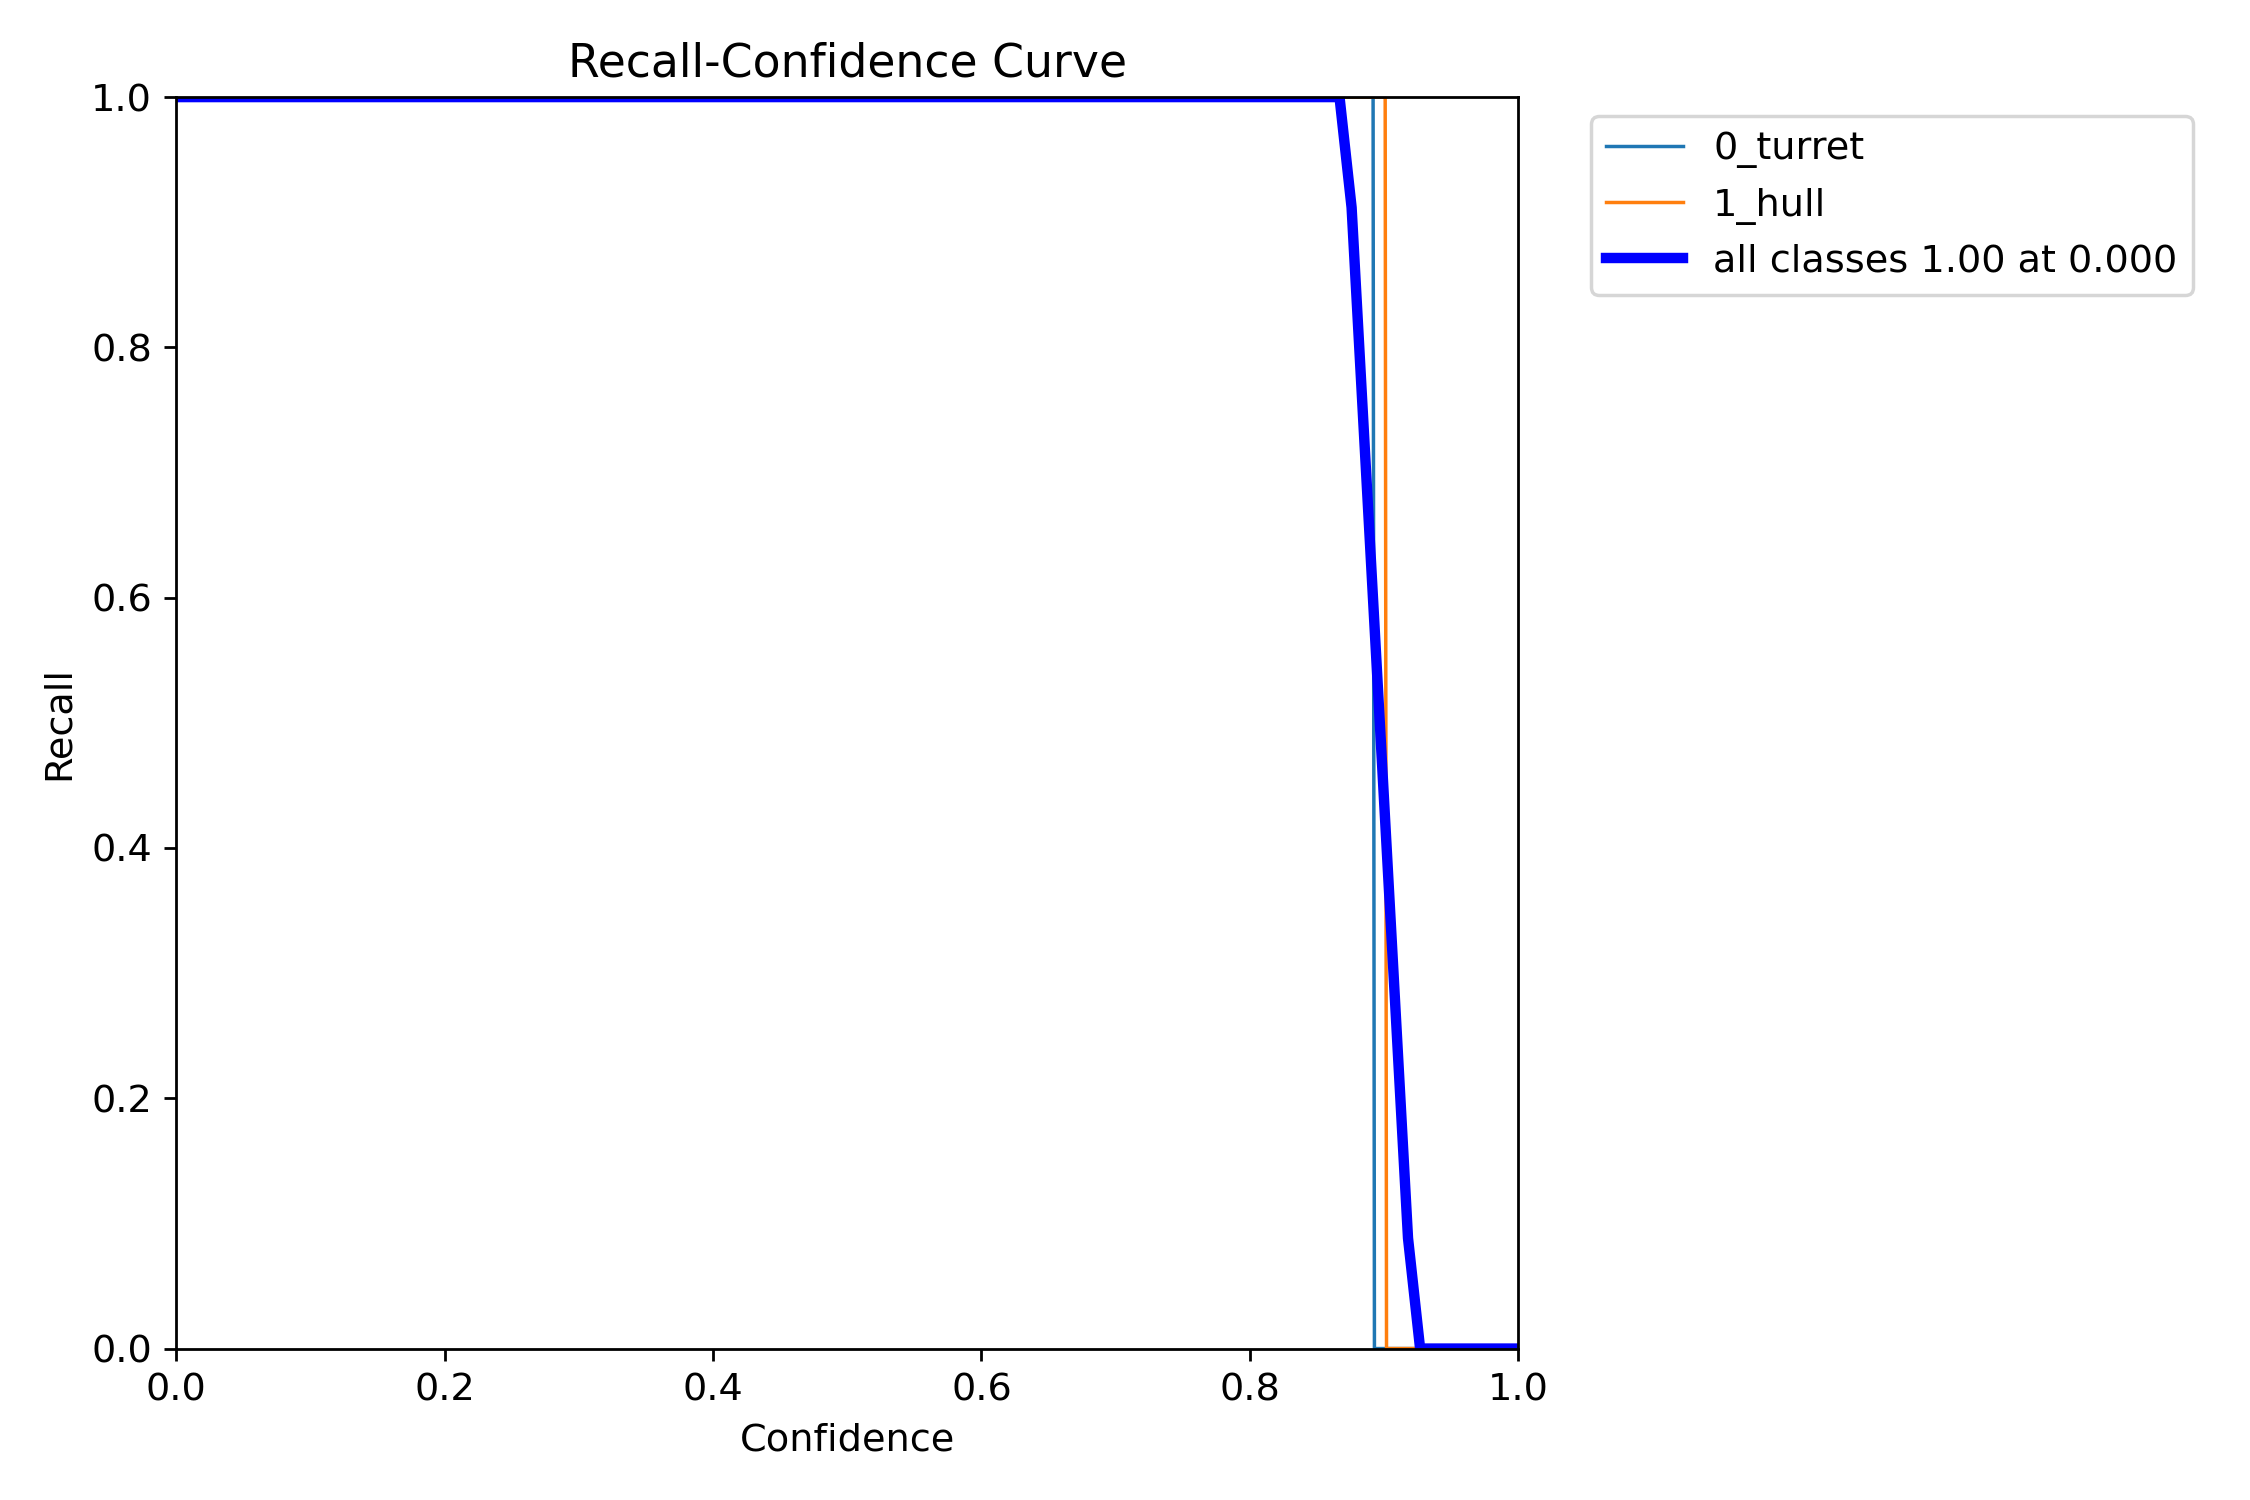 Recall-Confidence Curve
1.0
0.8
0.6
0.4
0.2
0.0
Recall
0.0 0.2 0.4 0.6 0.8 1.0
Confidence
0_turret
1_hull
all classes 1.00 at 0.000